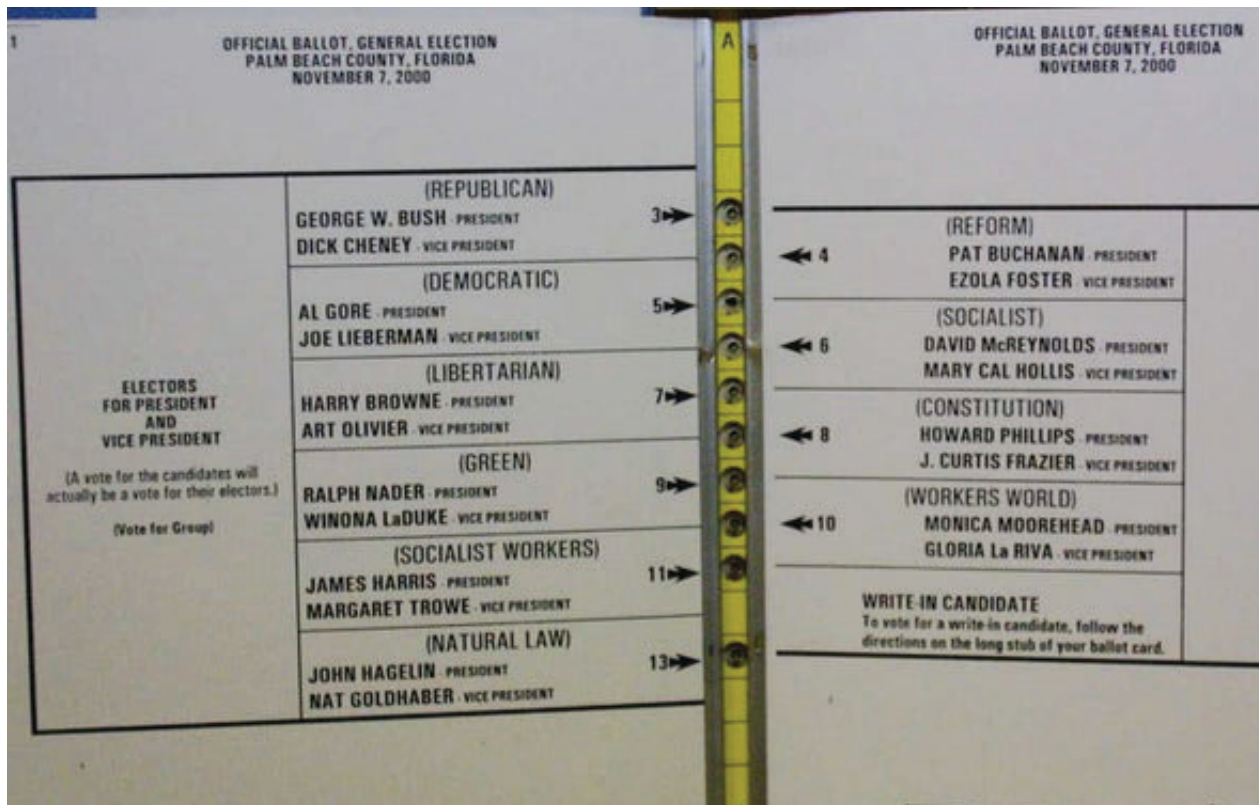 1
OFFICIAL BALLOT, GENERAL ELECTION
PALM BEACH COUNTY, FLORIDA
NOVEMBER 7, 2000
ELECTORS
FOR PRESIDENT
AND
VICE PRESIDENT
(A vote for the candidates will
actually be a vote for their electors.)
(Vote for Group)
(REPUBLICAN)
GEORGE W. BUSH - PRESIDENT
DICK CHENEY - VICE PRESIDENT
3
(DEMOCRATIC)
AL GORE - PRESIDENT
JOE LIEBERMAN - VICE PRESIDENT
5
(LIBERTARIAN)
HARRY BROWNE - PRESIDENT
ART OLIVIER - VICE PRESIDENT
7
(GREEN)
RALPH NADER - PRESIDENT
WINONA LaDUKE - VICE PRESIDENT
9
(SOCIALIST WORKERS)
JAMES HARRIS - PRESIDENT
MARGARET TROWE - VICE PRESIDENT
11
(NATURAL LAW)
JOHN HAGELIN - PRESIDENT
NAT GOLDHABER - VICE PRESIDENT
13
A
OFFICIAL BALLOT, GENERAL ELECTION
PALM BEACH COUNTY, FLORIDA
NOVEMBER 7, 2000
(REFORM)
4 PAT BUCHANAN - PRESIDENT
EZOLA FOSTER - VICE PRESIDENT
(SOCIALIST)
6 DAVID McREYNOLDS - PRESIDENT
MARY CAL HOLLIS - VICE PRESIDENT
(CONSTITUTION)
8 HOWARD PHILLIPS - PRESIDENT
J. CURTIS FRAZIER - VICE PRESIDENT
(WORKERS WORLD)
10 MONICA MOOREHEAD - PRESIDENT
GLORIA La RIVA - VICE PRESIDENT
WRITE-IN CANDIDATE
To vote for a write-in candidate, follow the
directions on the long stub of your ballot card.